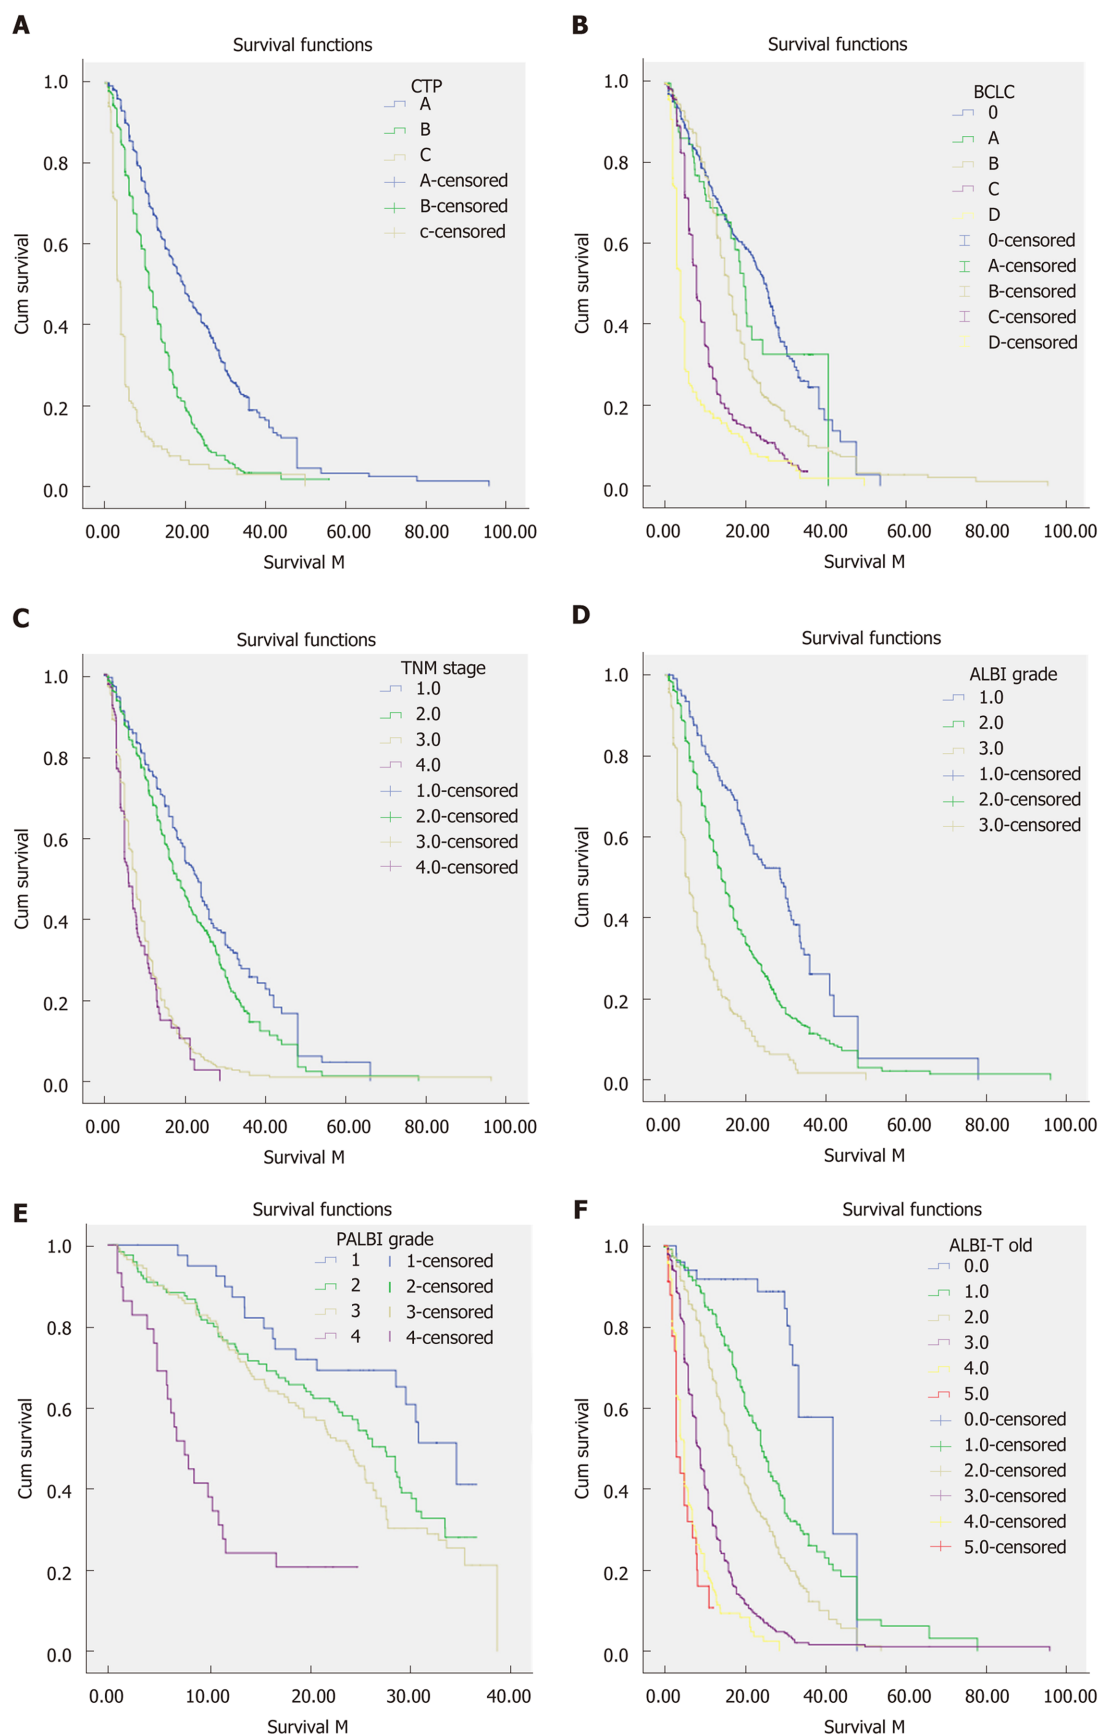 A
Survival functions
CTP
A
B
C
A-censored
B-censored
c-censored
Cum survival
1.0
0.8
0.6
0.4
0.2
0.0
0.00 20.00 40.00 60.00 80.00 100.00
Survival M
B
Survival functions
BCLC
0
A
B
C
D
0-censored
A-censored
B-censored
C-censored
D-censored
Cum survival
1.0
0.8
0.6
0.4
0.2
0.0
0.00 20.00 40.00 60.00 80.00 100.00
Survival M
C
Survival functions
TNM stage
1.0
2.0
3.0
4.0
1.0-censored
2.0-censored
3.0-censored
4.0-censored
Cum survival
1.0
0.8
0.6
0.4
0.2
0.0
0.00 20.00 40.00 60.00 80.00 100.00
Survival M
D
Survival functions
ALBI grade
1.0
2.0
3.0
1.0-censored
2.0-censored
3.0-censored
Cum survival
1.0
0.8
0.6
0.4
0.2
0.0
0.00 20.00 40.00 60.00 80.00 100.00
Survival M
E
Survival functions
PALBI grade
1 1-censored
2 2-censored
3 3-censored
4 4-censored
Cum survival
1.0
0.8
0.6
0.4
0.2
0.0
0.00 10.00 20.00 30.00 40.00
Survival M
F
Survival functions
ALBI-T old
0.0
1.0
2.0
3.0
4.0
5.0
0.0-censored
1.0-censored
2.0-censored
3.0-censored
4.0-censored
5.0-censored
Cum survival
1.0
0.8
0.6
0.4
0.2
0.0
0.00 20.00 40.00 60.00 80.00 100.00
Survival M